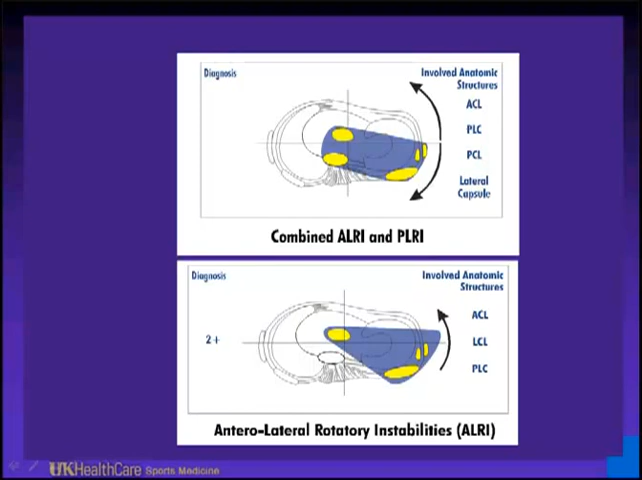 Diagnosis
Involved Anatomic
Structures
ACL
PLC
PCL
Lateral
Capsule
Combined ALRI and PLRI
Diagnosis
Involved Anatomic
Structures
2+
ACL
LCL
PLC
Antero-Lateral Rotatory Instabilities (ALRI)
UKHealthCare Sports Medicine